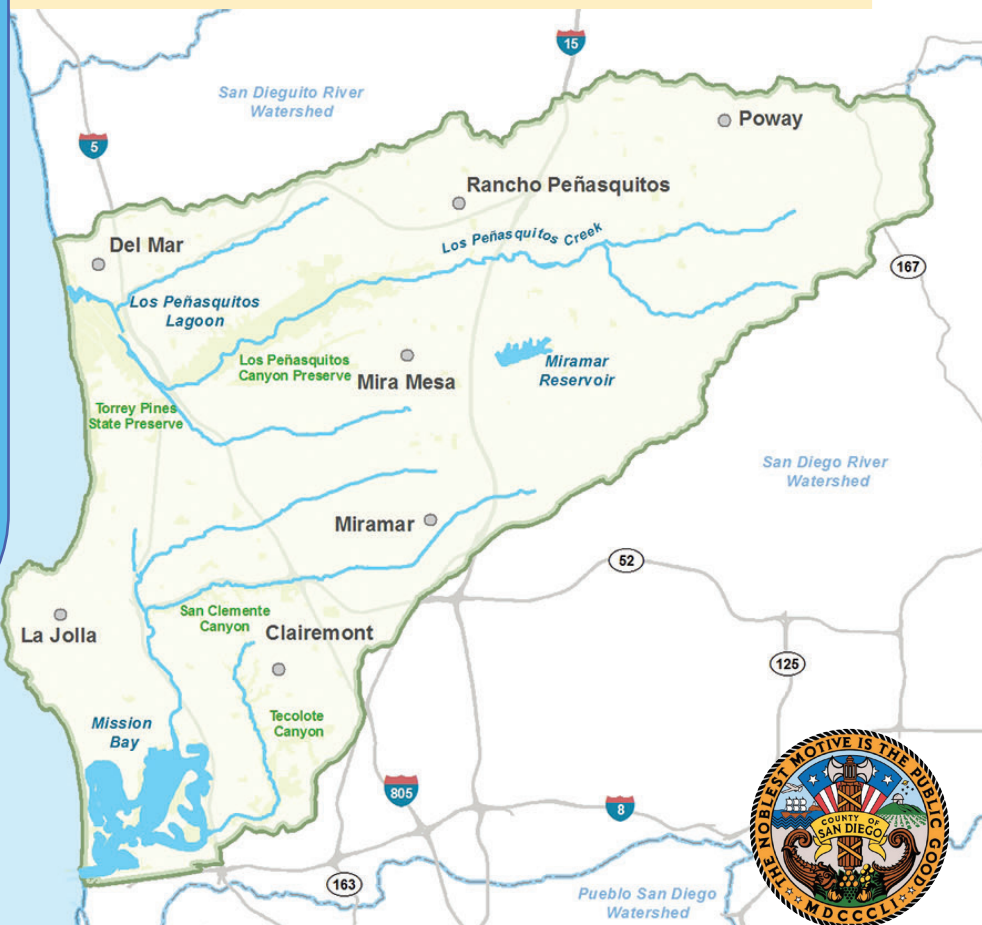 15
San Dieguito River
Watershed
Poway
5
Rancho Peñasquitos
Los Peñasquitos Creek
Del Mar
167
Los Peñasquitos
Lagoon
Los Peñasquitos
Canyon Preserve
Mira Mesa
Miramar
Reservoir
Torrey Pines
State Preserve
San Diego River
Watershed
Miramar
52
San Clemente
Canyon
La Jolla
Clairemont
125
Mission
Bay
Tecolote
Canyon
805
8
163
Pueblo San Diego
Watershed
THE NOBLEST MOTIVE IS THE PUBLIC GOOD
COUNTY OF
SAN DIEGO
MDCCCLI